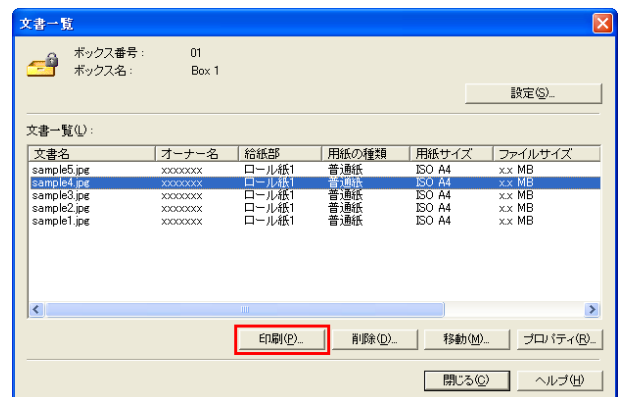 文書一覧
ボックス番号: 01
ボックス名: Box 1
設定(S)...
文書一覧(L):
文書名 オーナー名 給紙部 用紙の種類 用紙サイズ ファイルサイズ
sample5.jpg xxxxxxx ロール紙1 普通紙 ISO A4 x.x MB
sample4.jpg xxxxxxx ロール紙1 普通紙 ISO A4 x.x MB
sample3.jpg xxxxxxx ロール紙1 普通紙 ISO A4 x.x MB
sample2.jpg xxxxxxx ロール紙1 普通紙 ISO A4 x.x MB
sample1.jpg xxxxxxx ロール紙1 普通紙 ISO A4 x.x MB
印刷(P)... 削除(D)... 移動(M)... プロパティ(R)...
閉じる(C) ヘルプ(H)